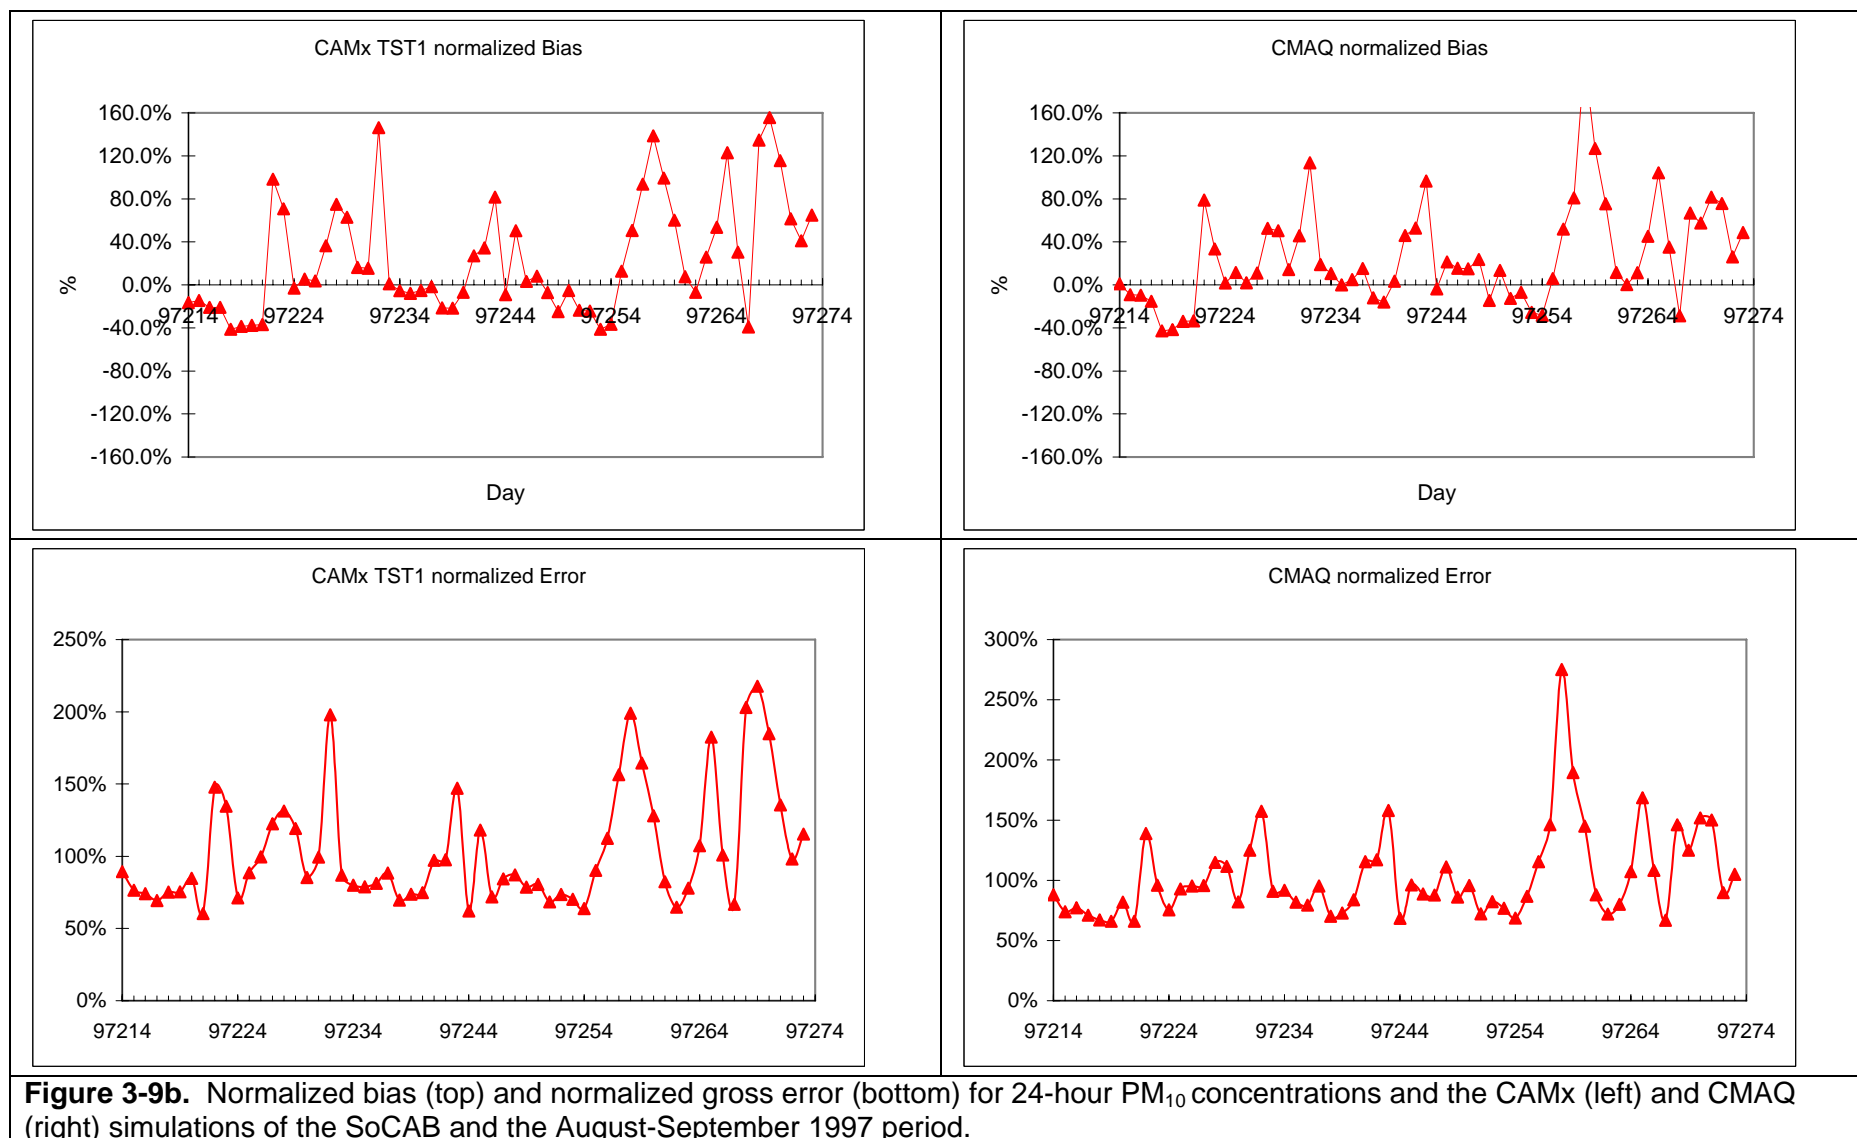 CAMx TST1 normalized Bias
160.0%
120.0%
80.0%
40.0%
0.0%
-40.0%
-80.0%
-120.0%
-160.0%
%
97214 97224 97234 97244 97254 97264 97274
Day
CMAQ normalized Bias
160.0%
120.0%
80.0%
40.0%
0.0%
-40.0%
-80.0%
-120.0%
-160.0%
%
97214 97224 97234 97244 97254 97264 97274
Day
CAMx TST1 normalized Error
250%
200%
150%
100%
50%
0%
97214 97224 97234 97244 97254 97264 97274
CMAQ normalized Error
300%
250%
200%
150%
100%
50%
0%
97214 97224 97234 97244 97254 97264 97274
Figure 3-9b. Normalized bias (top) and normalized gross error (bottom) for 24-hour PM₁₀ concentrations and the CAMx (left) and CMAQ
(right) simulations of the SoCAB and the August-September 1997 period.